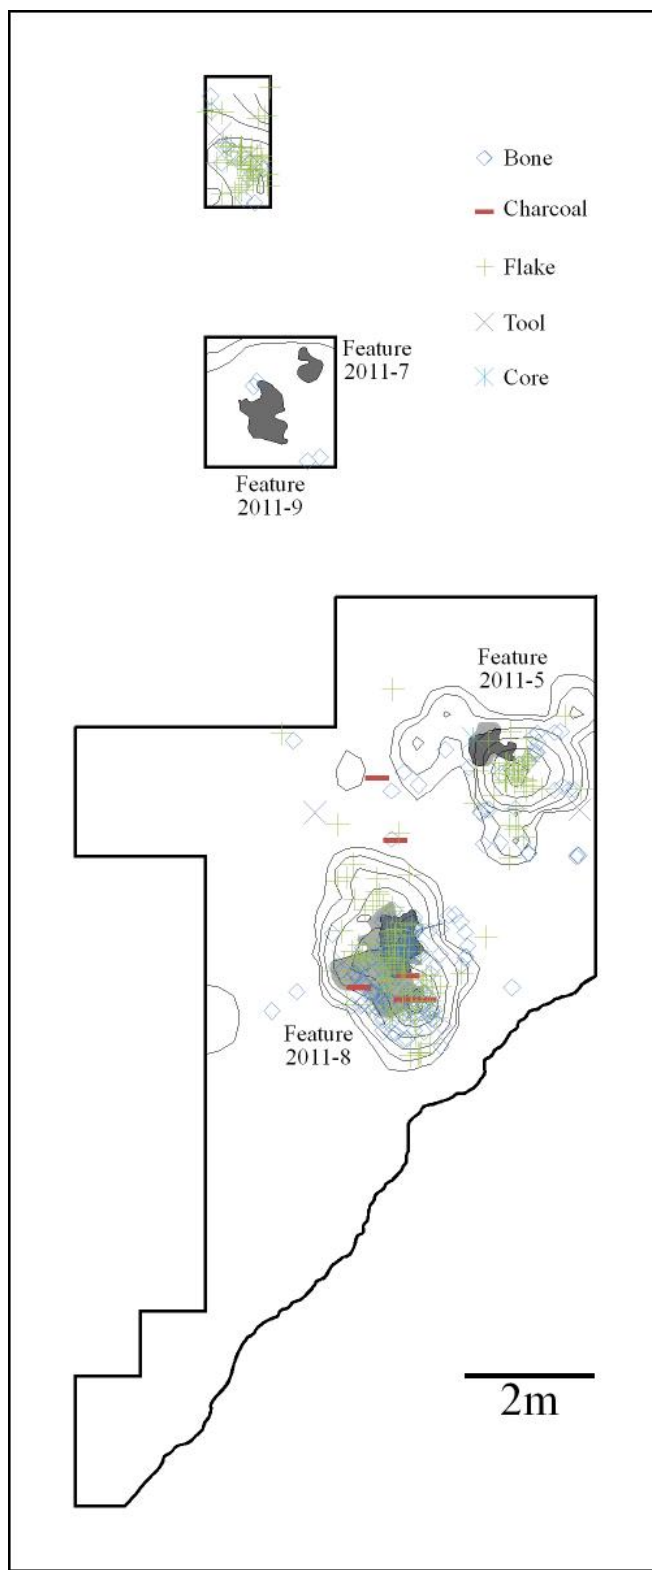 Bone
Charcoal
Flake
Tool
Core
Feature
2011-7
Feature
2011-9
Feature
2011-5
Feature
2011-8
2m